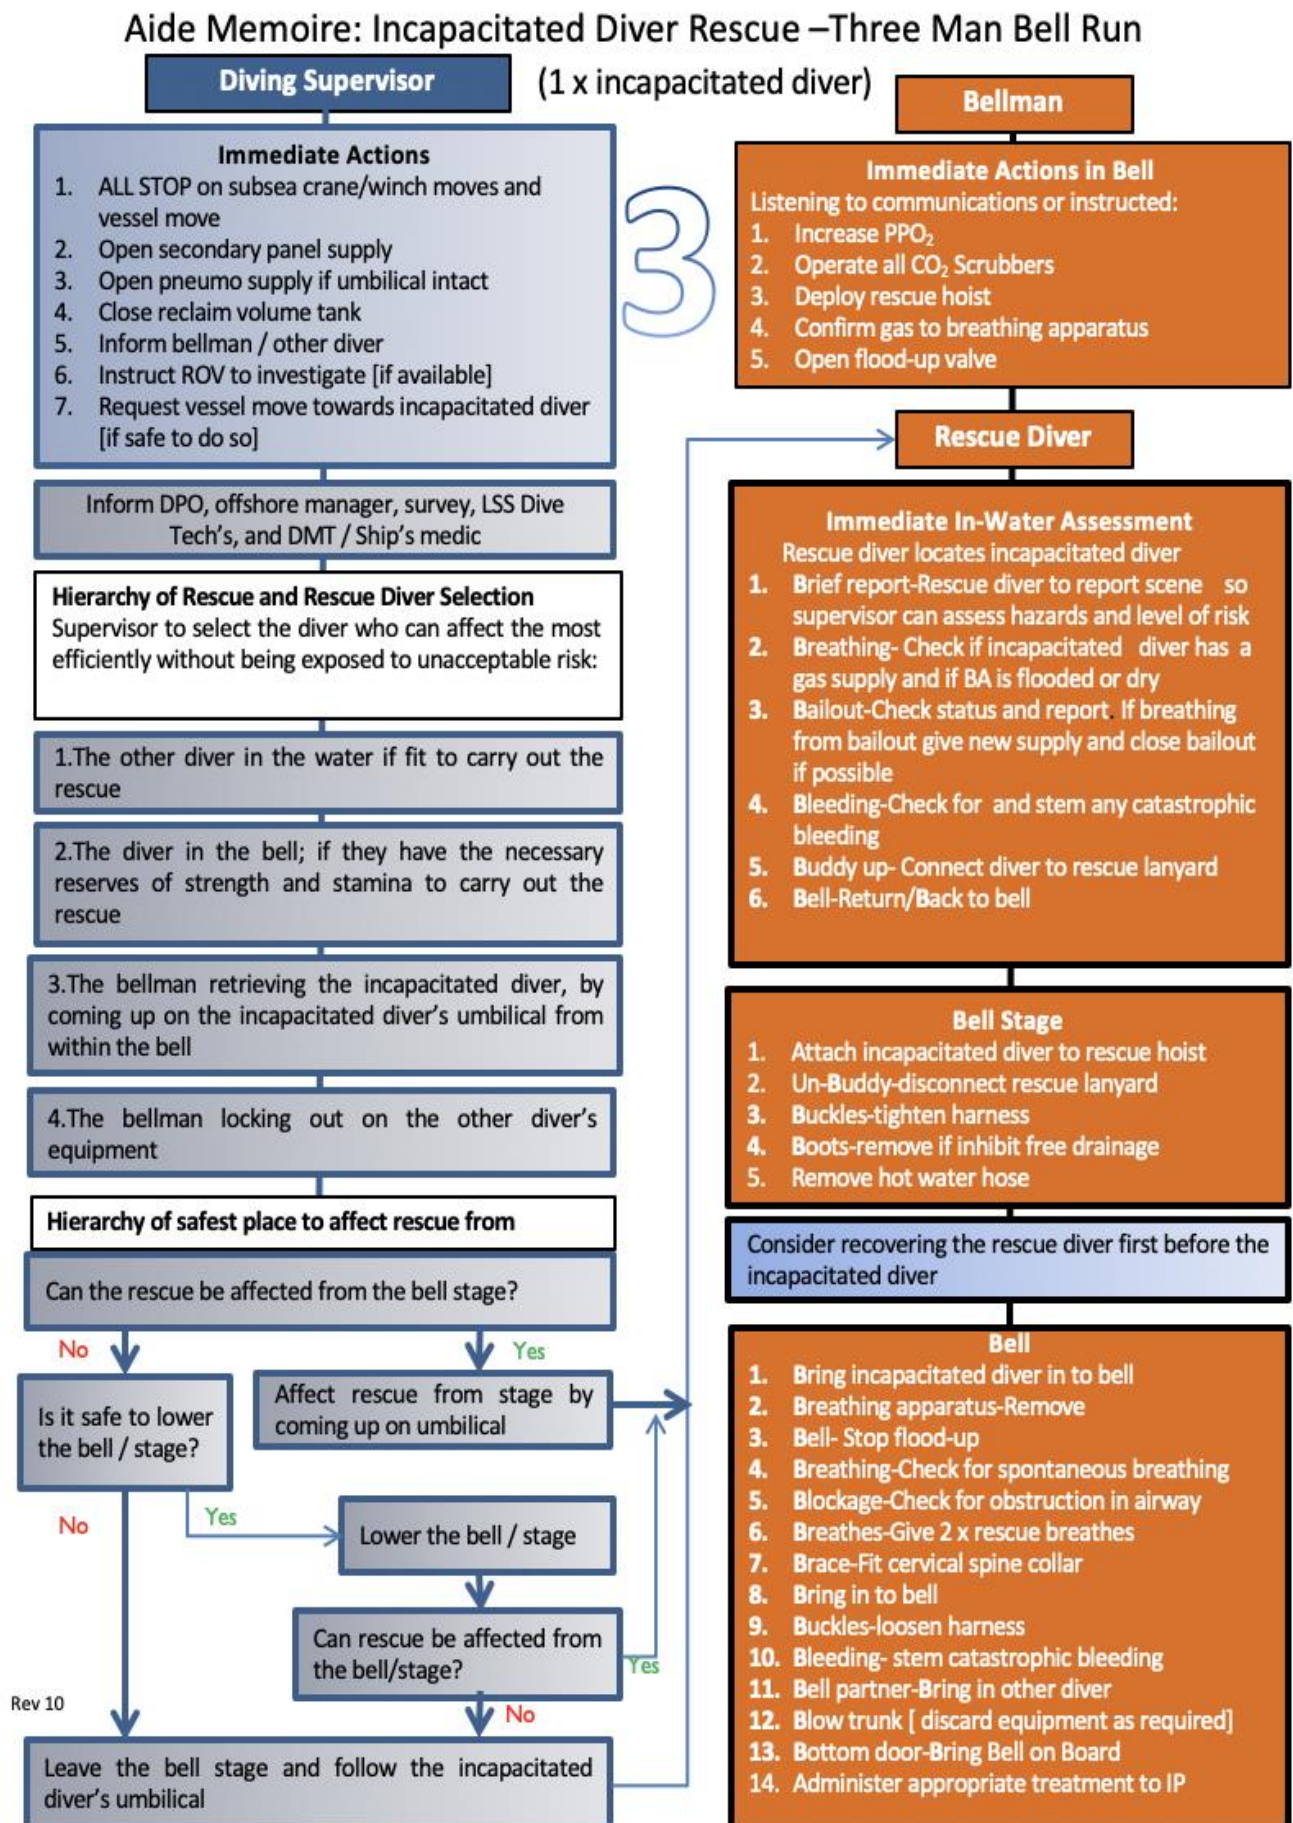 Aide Memoire: Incapacitated Diver Rescue –Three Man Bell Run
(1 x incapacitated diver)
Diving Supervisor
Immediate Actions
1. ALL STOP on subsea crane/winch moves and
vessel move
2. Open secondary panel supply
3. Open pneumo supply if umbilical intact
4. Close reclaim volume tank
5. Inform bellman / other diver
6. Instruct ROV to investigate [if available]
7. Request vessel move towards incapacitated diver
[if safe to do so]
3
Inform DPO, offshore manager, survey, LSS Dive
Tech's, and DMT / Ship's medic
Hierarchy of Rescue and Rescue Diver Selection
Supervisor to select the diver who can affect the most
efficiently without being exposed to unacceptable risk:
1.The other diver in the water if fit to carry out the
rescue
2.The diver in the bell; if they have the necessary
reserves of strength and stamina to carry out the
rescue
3.The bellman retrieving the incapacitated diver, by
coming up on the incapacitated diver's umbilical from
within the bell
4.The bellman locking out on the other diver's
equipment
Hierarchy of safest place to affect rescue from
Can the rescue be affected from the bell stage?
No
Yes
Is it safe to lower
the bell / stage?
Affect rescue from stage by
coming up on umbilical
No
Yes
Lower the bell / stage
Can rescue be affected from
the bell/stage?
Yes
No
Rev 10
Leave the bell stage and follow the incapacitated
diver's umbilical
Bellman
Immediate Actions in Bell
Listening to communications or instructed:
1. Increase PPO₂
2. Operate all CO₂ Scrubbers
3. Deploy rescue hoist
4. Confirm gas to breathing apparatus
5. Open flood-up valve
Rescue Diver
Immediate In-Water Assessment
Rescue diver locates incapacitated diver
1. Brief report-Rescue diver to report scene so
supervisor can assess hazards and level of risk
2. Breathing- Check if incapacitated diver has a
gas supply and if BA is flooded or dry
3. Bailout-Check status and report. If breathing
from bailout give new supply and close bailout
if possible
4. Bleeding-Check for and stem any catastrophic
bleeding
5. Buddy up- Connect diver to rescue lanyard
6. Bell-Return/Back to bell
Bell Stage
1. Attach incapacitated diver to rescue hoist
2. Un-Buddy-disconnect rescue lanyard
3. Buckles-tighten harness
4. Boots-remove if inhibit free drainage
5. Remove hot water hose
Consider recovering the rescue diver first before the
incapacitated diver
Bell
1. Bring incapacitated diver in to bell
2. Breathing apparatus-Remove
3. Bell- Stop flood-up
4. Breathing-Check for spontaneous breathing
5. Blockage-Check for obstruction in airway
6. Breathes-Give 2 x rescue breathes
7. Brace-Fit cervical spine collar
8. Bring in to bell
9. Buckles-loosen harness
10. Bleeding- stem catastrophic bleeding
11. Bell partner-Bring in other diver
12. Blow trunk [ discard equipment as required]
13. Bottom door-Bring Bell on Board
14. Administer appropriate treatment to IP